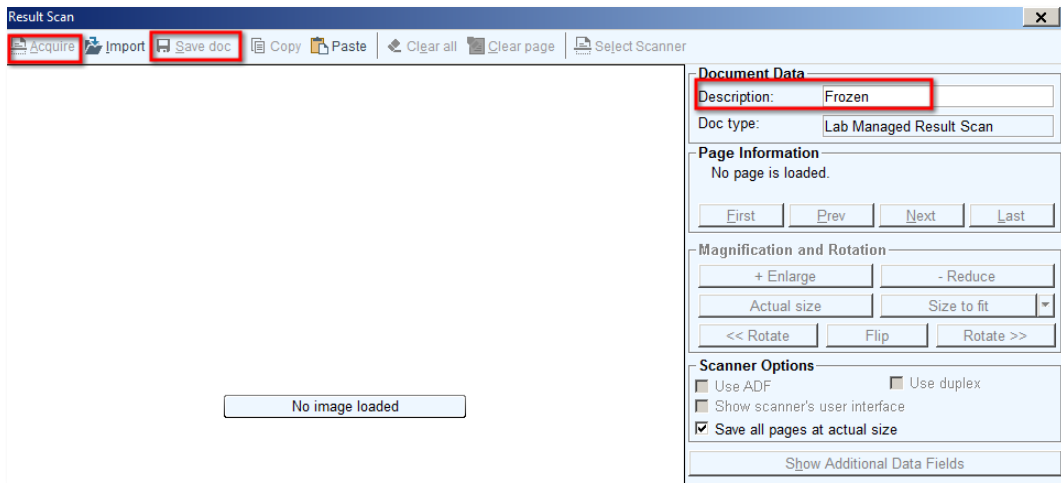 Result Scan
Acquire Import Save doc Copy Paste Clear all Clear page Select Scanner
Document Data
Description: Frozen
Doc type: Lab Managed Result Scan
Page Information
No page is loaded.
First Prev Next Last
Magnification and Rotation
+ Enlarge - Reduce
Actual size Size to fit
<< Rotate Flip Rotate >>
Scanner Options
Use ADF Use duplex
Show scanner's user interface
Save all pages at actual size
No image loaded
Show Additional Data Fields